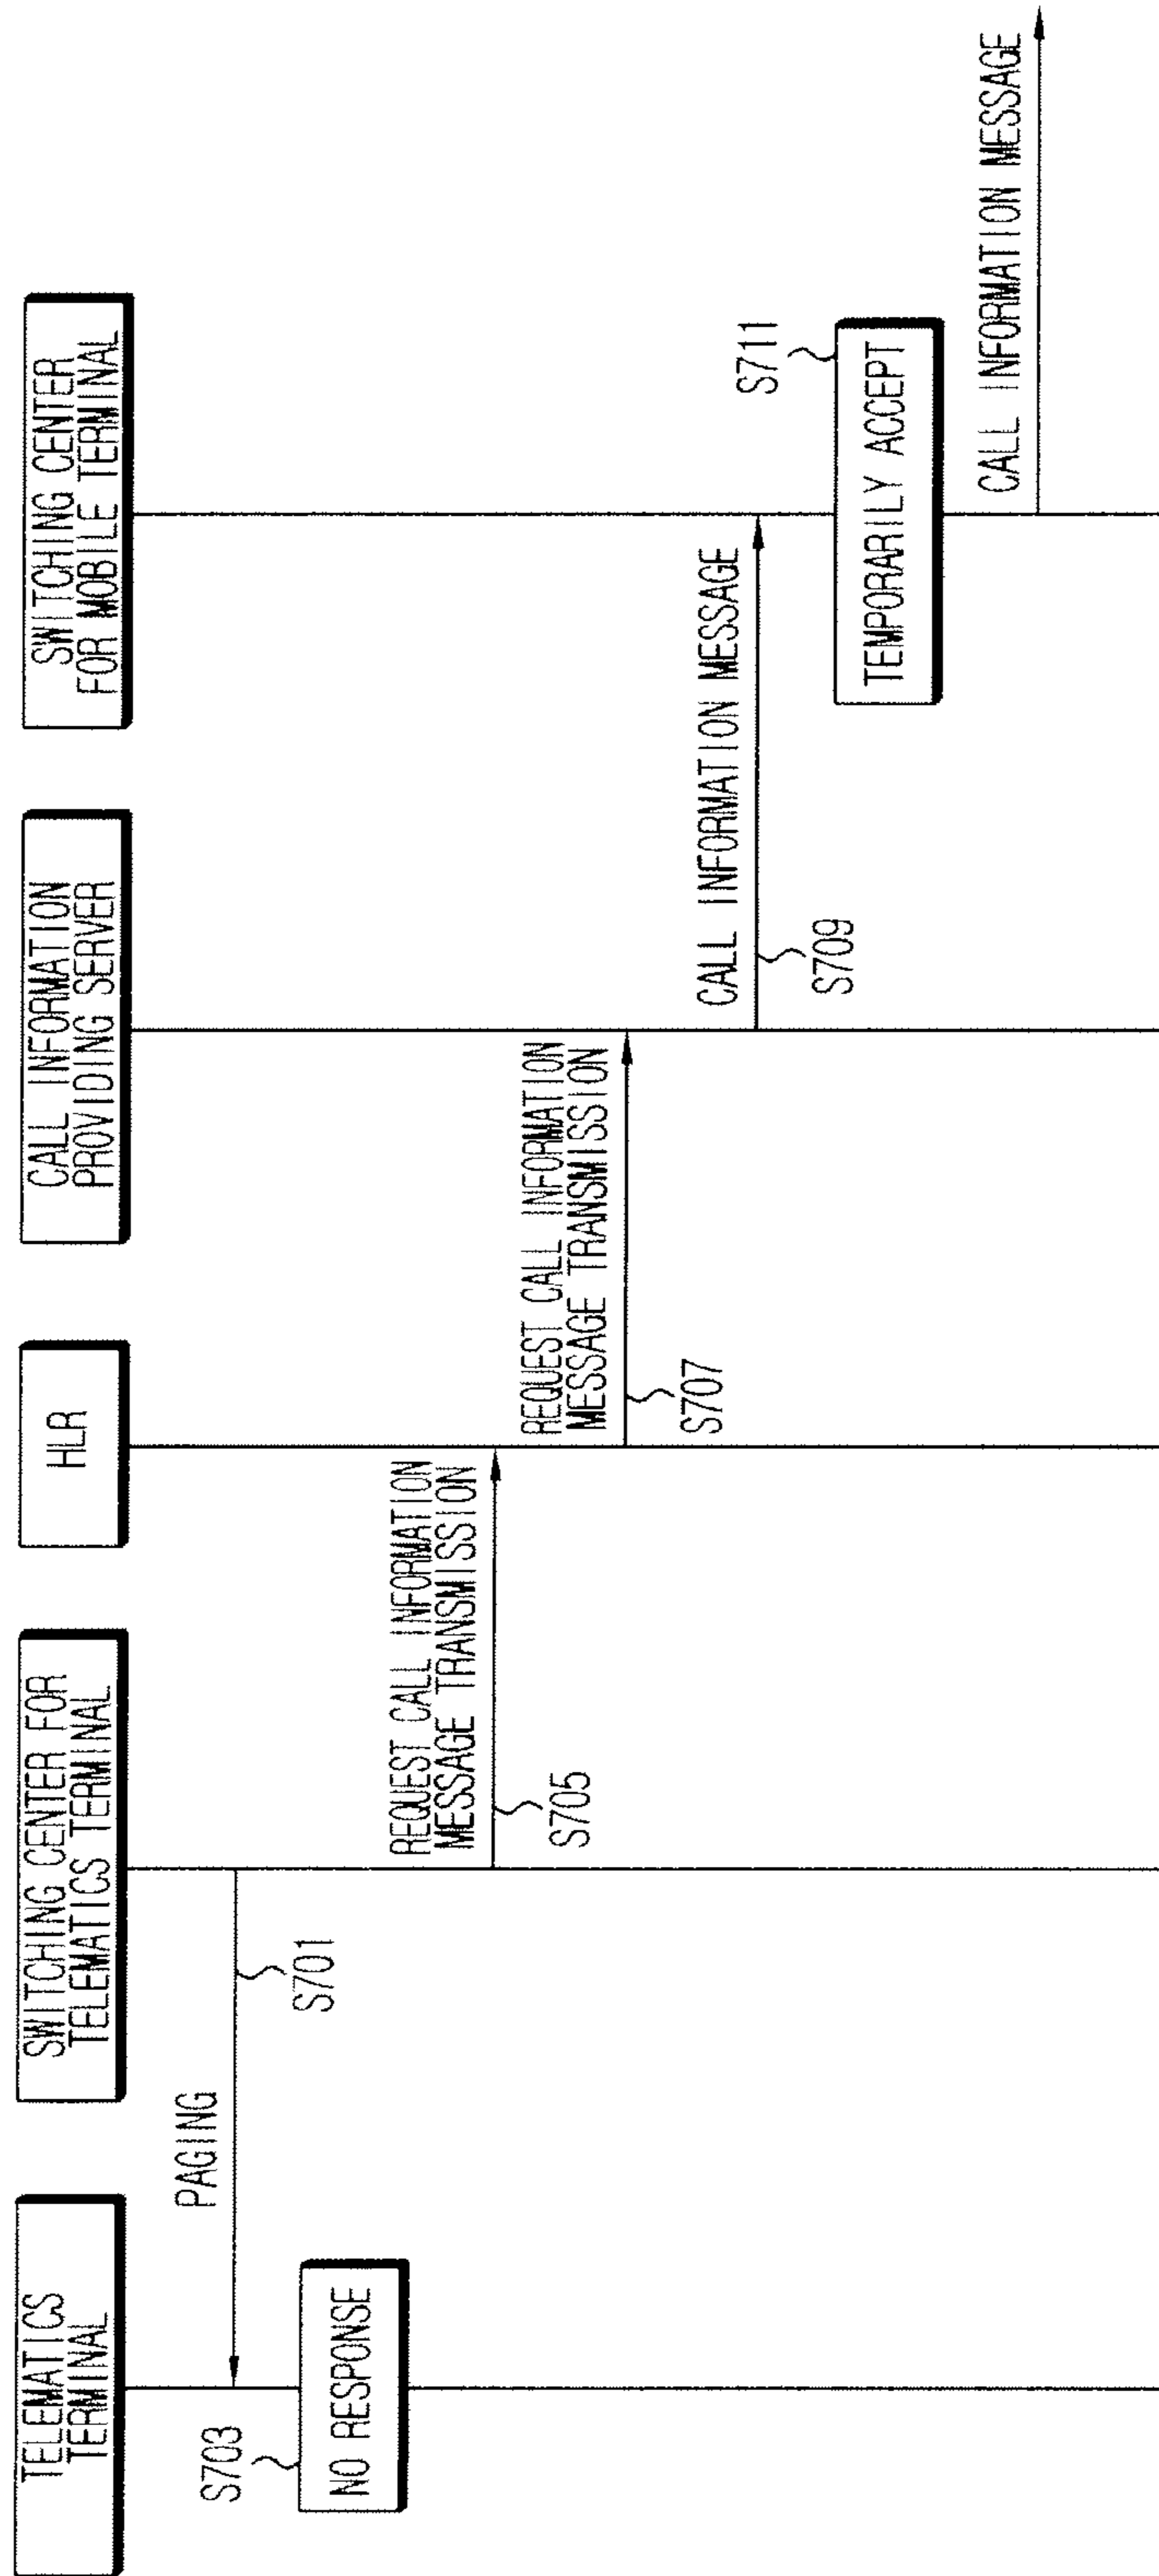 TELEMATICS
TERMINAL
SWITCHING CENTER FOR
TELEMATICS TERMINAL
HLR
CALL INFORMATION
PROVIDING SERVER
SWITCHING CENTER
FOR MOBILE TERMINAL
PAGING
S701
S703
NO RESPONSE
REQUEST CALL INFORMATION
MESSAGE TRANSMISSION
S705
REQUEST CALL INFORMATION
MESSAGE TRANSMISSION
S707
CALL INFORMATION MESSAGE
S709
S711
TEMPORARILY ACCEPT
CALL INFORMATION MESSAGE